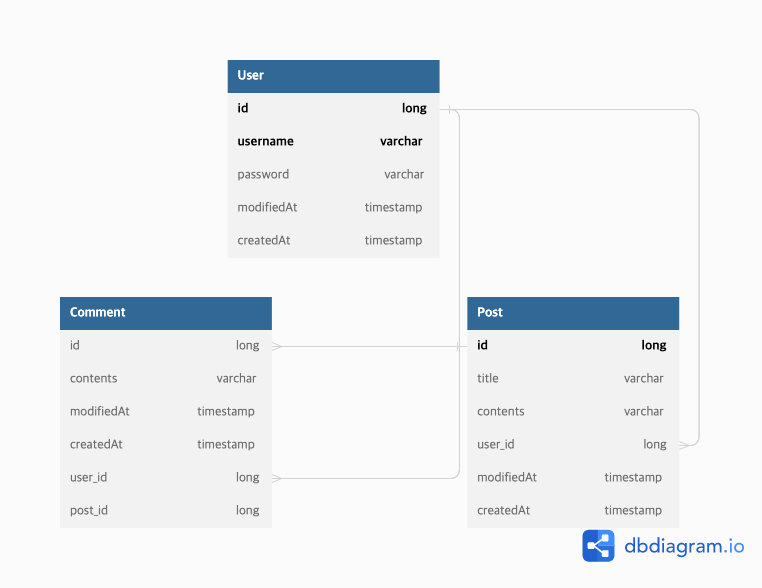 User
id long
username varchar
password varchar
modifiedAt timestamp
createdAt timestamp
Comment
id long
contents varchar
modifiedAt timestamp
createdAt timestamp
user_id long
post_id long
Post
id long
title varchar
contents varchar
user_id long
modifiedAt timestamp
createdAt timestamp
dbdiagram.io